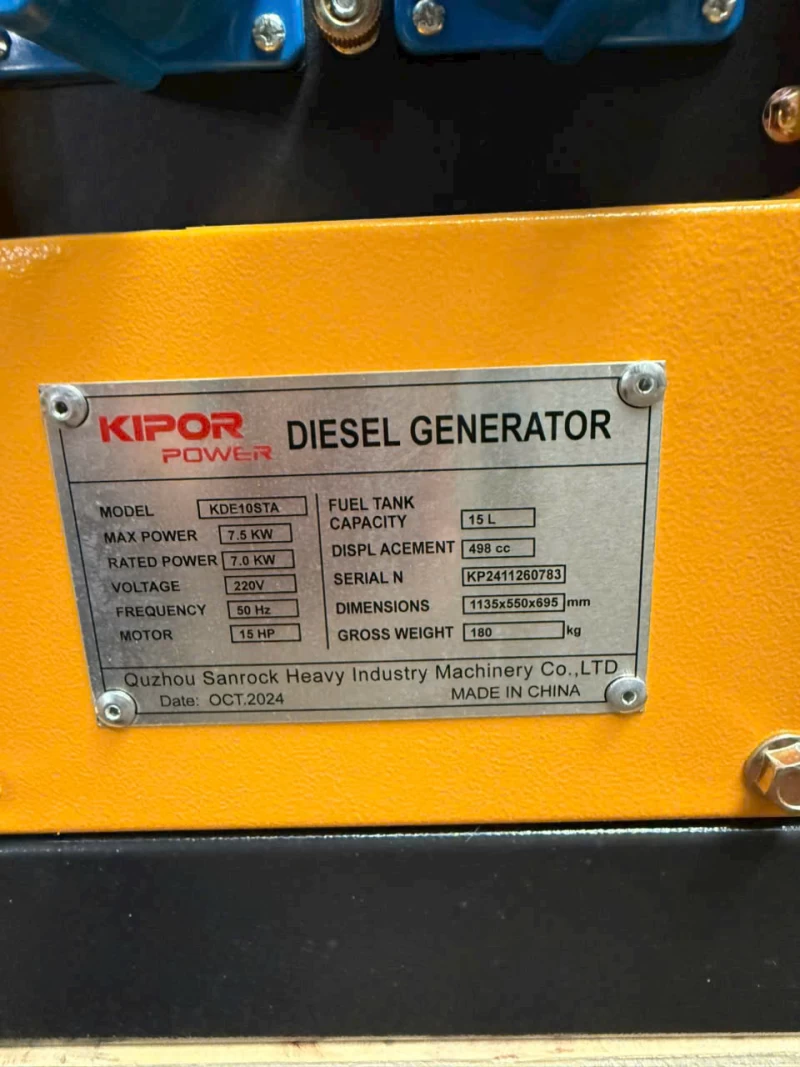 KIPOR
POWER
DIESEL GENERATOR
MODEL KDE10STA
MAX POWER 7.5 KW
RATED POWER 7.0 KW
VOLTAGE 220V
FREQUENCY 50 Hz
MOTOR 15 HP
FUEL TANK
CAPACITY 15 L
DISPL ACEMENT 498 cc
SERIAL N KP2411260783
DIMENSIONS 1135x550x695 mm
GROSS WEIGHT 180 kg
Quzhou Sanrock Heavy Industry Machinery Co.,LTD
Date: OCT.2024
MADE IN CHINA